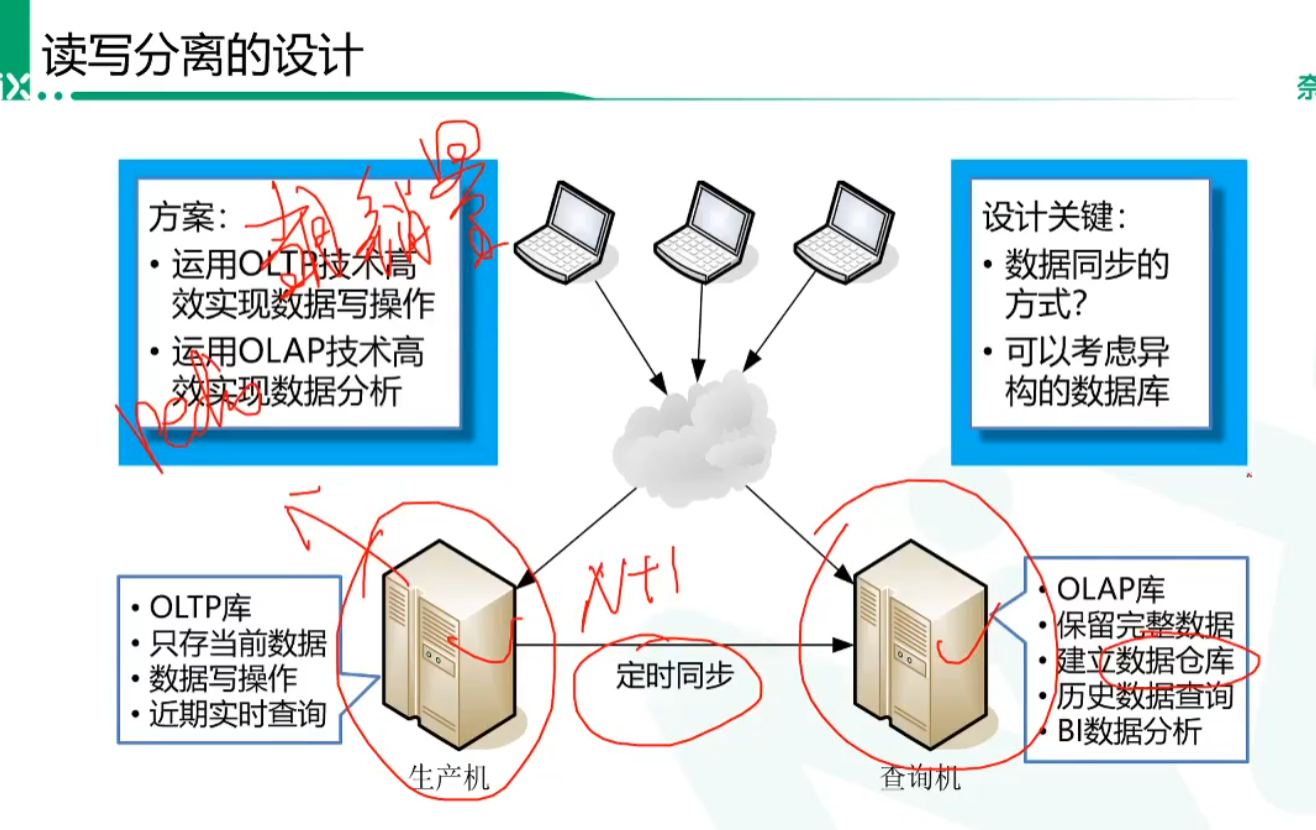 iX
读写分离的设计
奈
方案：
• 运用OLTP技术高
效实现数据写操作
• 运用OLAP技术高
效实现数据分析
设计关键：
• 数据同步的
方式？
• 可以考虑异
构的数据库
N+1
• OLTP库
• 只存当前数据
• 数据写操作
• 近期实时查询
定时同步
• OLAP库
• 保留完整数据
• 建立数据仓库
• 历史数据查询
• BI数据分析
生产机
查询机